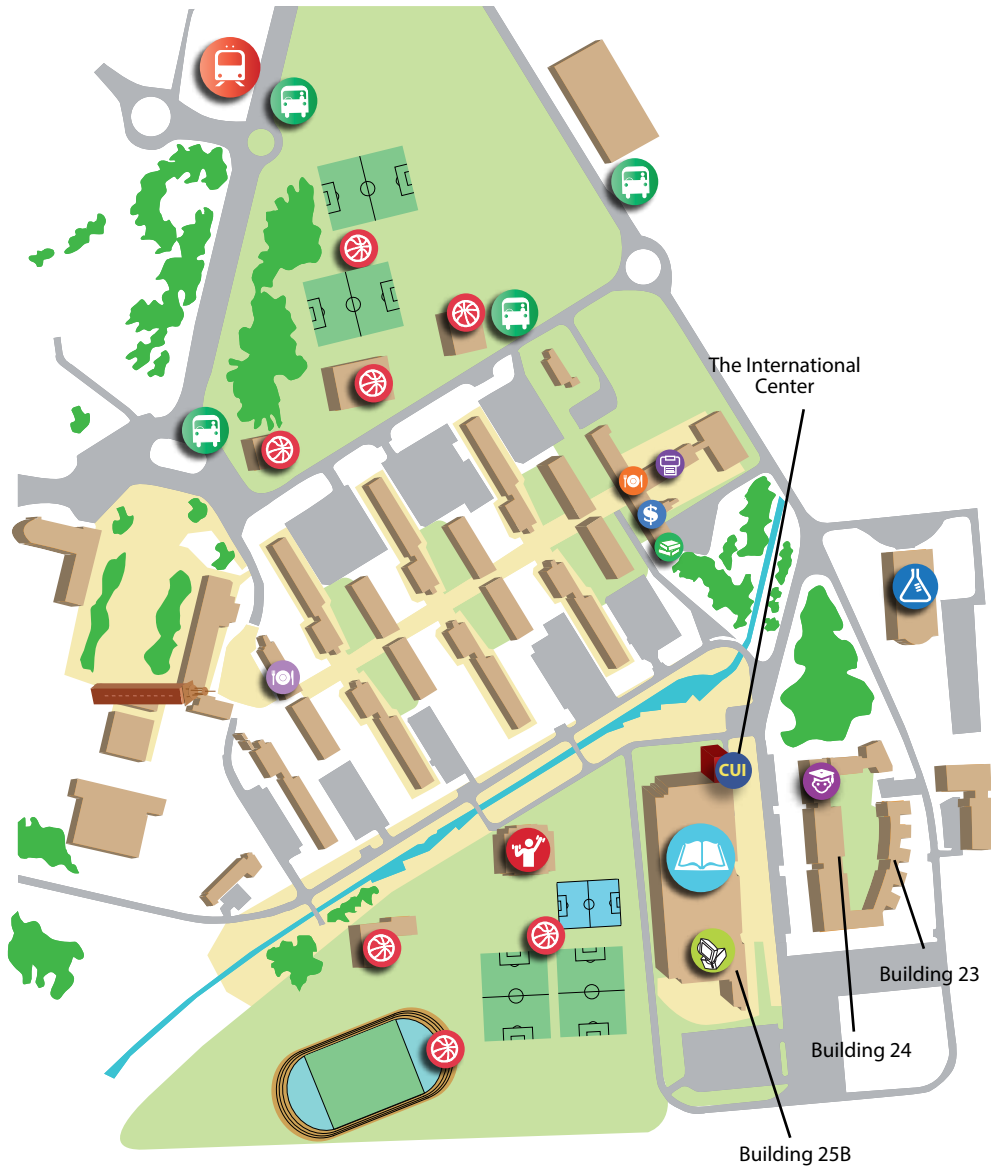 The International
Center
$
CUI
Building 23
Building 24
Building 25B